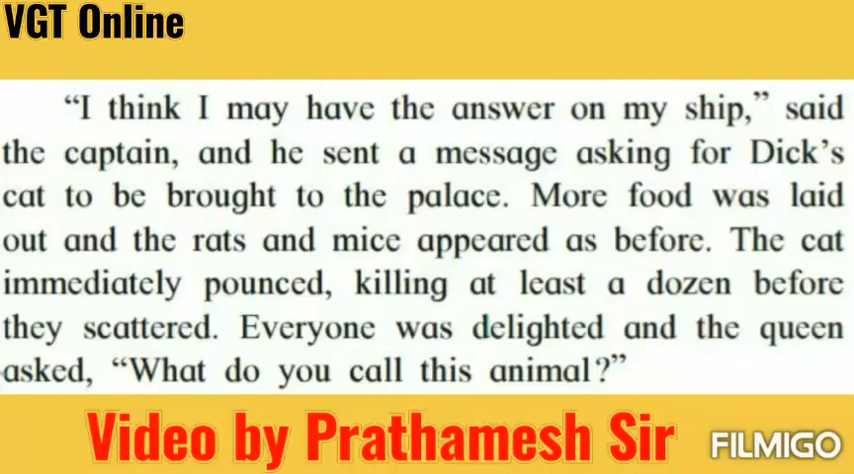 VGT Online
“I think I may have the answer on my ship,” said
the captain, and he sent a message asking for Dick’s
cat to be brought to the palace. More food was laid
out and the rats and mice appeared as before. The cat
immediately pounced, killing at least a dozen before
they scattered. Everyone was delighted and the queen
asked, “What do you call this animal?”
Video by Prathamesh Sir
FILMIGO